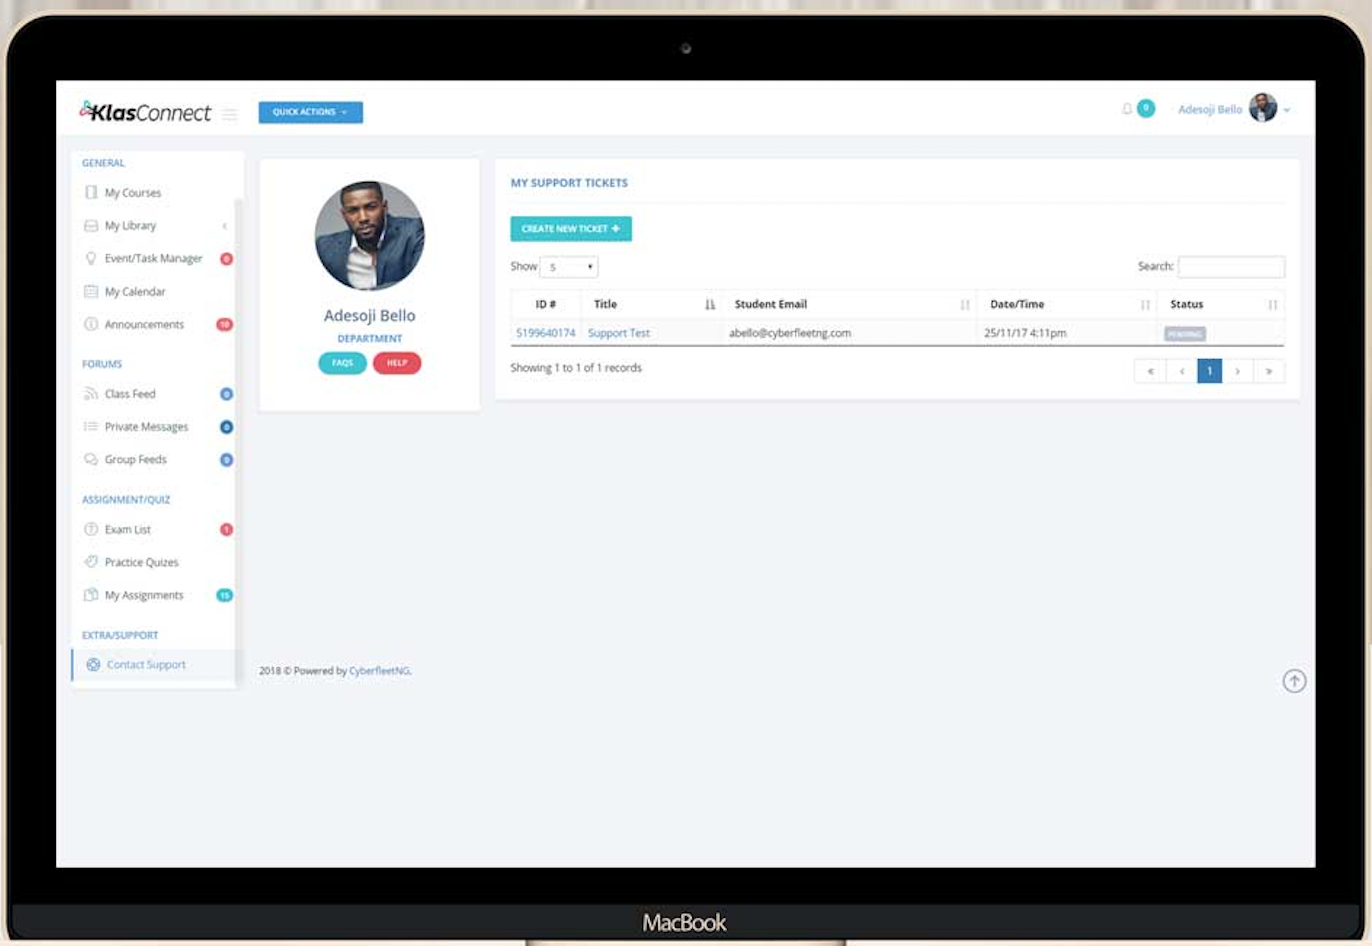 KlasConnect
QUICK ACTIONS
0
Adesoji Bello
GENERAL
My Courses
My Library
Event/Task Manager 0
My Calendar
Announcements 10
FORUMS
Class Feed 0
Private Messages 0
Group Feeds 0
ASSIGNMENT/QUIZ
Exam List 1
Practice Quizes
My Assignments 15
EXTRA/SUPPORT
Contact Support
Adesoji Bello
DEPARTMENT
FAQS HELP
MY SUPPORT TICKETS
CREATE NEW TICKET +
Show 5
Search:
ID # Title Student Email Date/Time Status
5199640174 Support Test abello@cyberfleetng.com 25/11/17 4:11pm PENDING
Showing 1 to 1 of 1 records
« ‹ 1 › »
2018 © Powered by CyberfleetNG.
MacBook